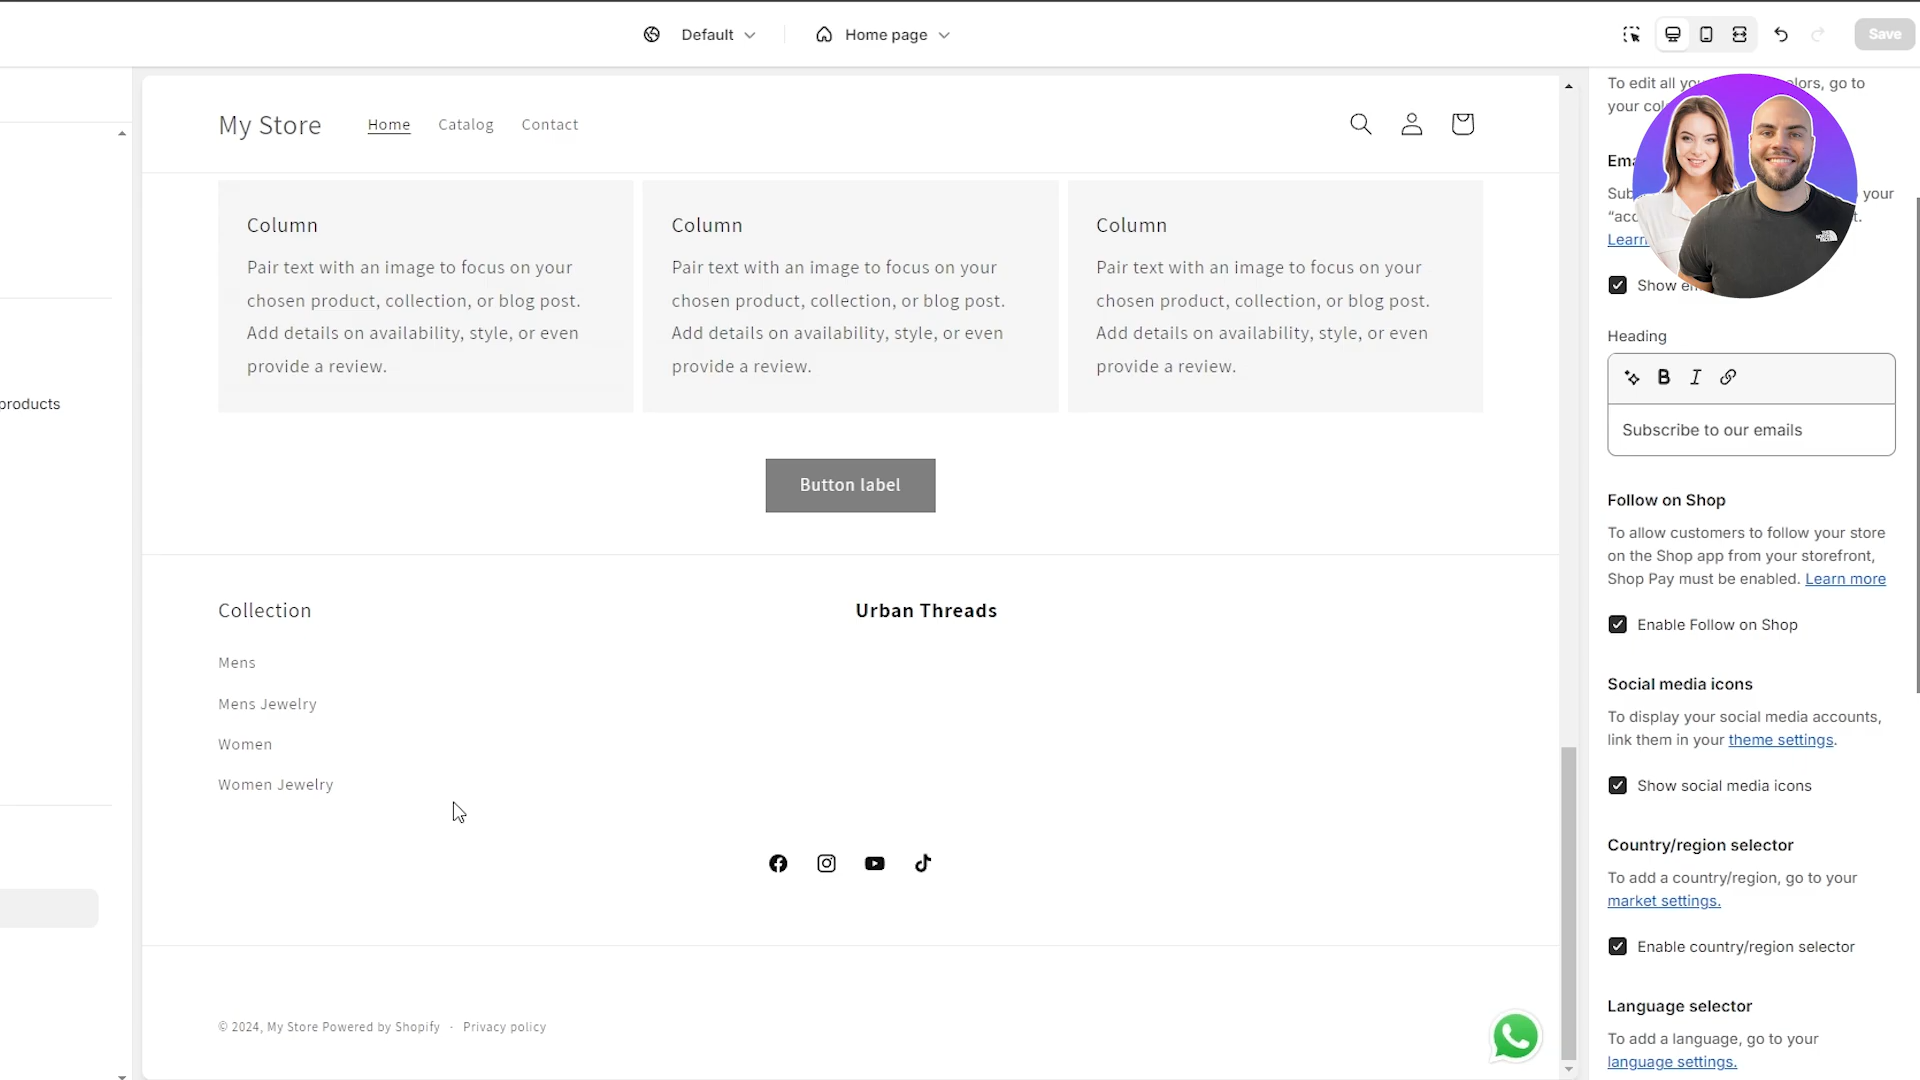 Default
Home page
Save
My Store
Home
Catalog
Contact
Column
Pair text with an image to focus on your
chosen product, collection, or blog post.
Add details on availability, style, or even
provide a review.
Column
Pair text with an image to focus on your
chosen product, collection, or blog post.
Add details on availability, style, or even
provide a review.
Column
Pair text with an image to focus on your
chosen product, collection, or blog post.
Add details on availability, style, or even
provide a review.
products
Button label
Collection
Mens
Mens Jewelry
Women
Women Jewelry
Urban Threads
© 2024, My Store Powered by Shopify · Privacy policy
To edit all go to
your
your
Learn
Show
Heading
B I
Subscribe to our emails
Follow on Shop
To allow customers to follow your store
on the Shop app from your storefront,
Shop Pay must be enabled. Learn more
Enable Follow on Shop
Social media icons
To display your social media accounts,
link them in your theme settings.
Show social media icons
Country/region selector
To add a country/region, go to your
market settings.
Enable country/region selector
Language selector
To add a language, go to your
language settings.